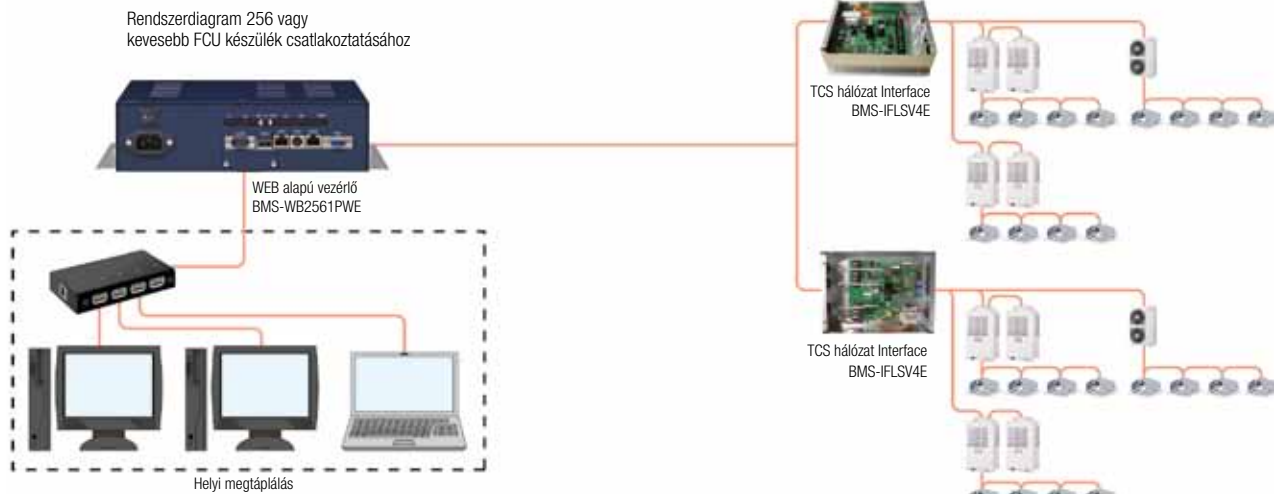 Rendszerdiagram 256 vagy
kevesebb FCU készülék csatlakoztatásához
TCS hálózat Interface
BMS-IFLSV4E
WEB alapú vezérlő
BMS-WB2561PWE
TCS hálózat Interface
BMS-IFLSV4E
Helyi megtáplálás